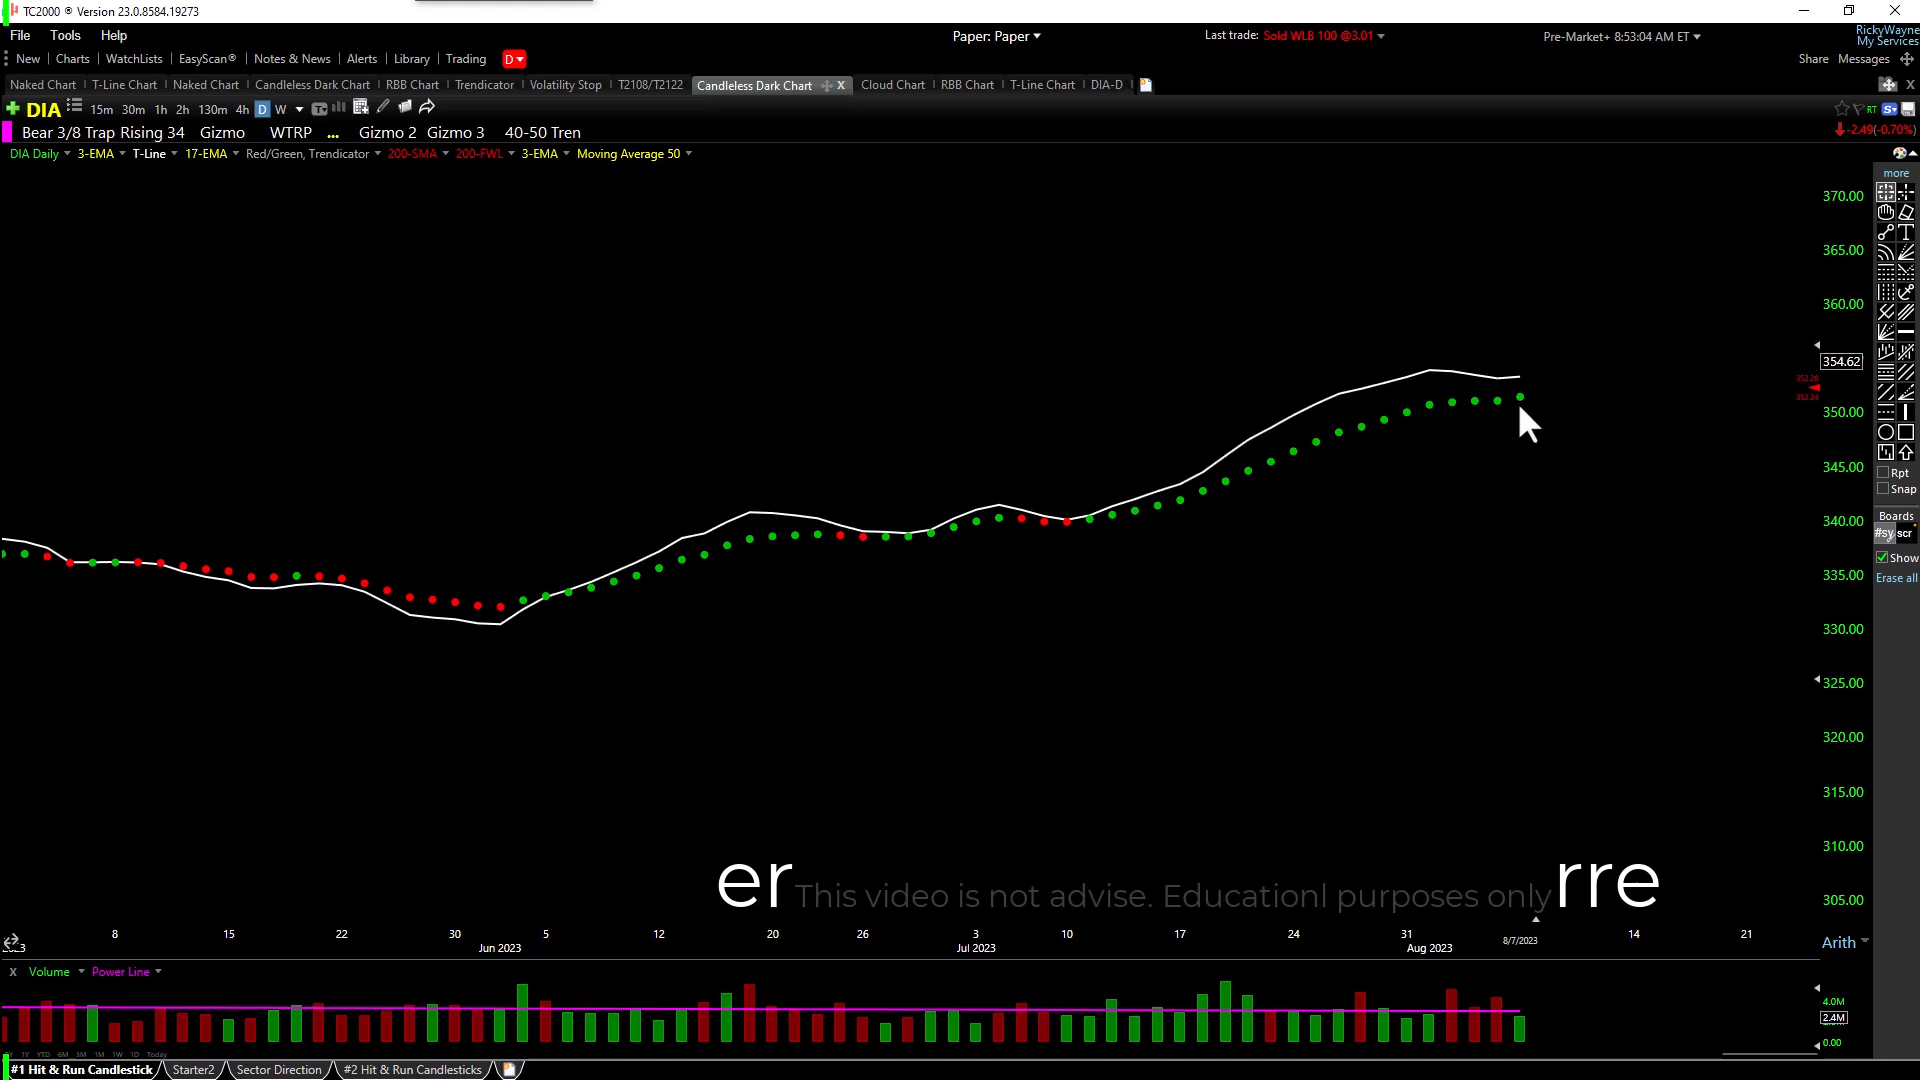 TC2000 ® Version 23.0.8584.19273
File Tools Help Paper: Paper Last trade: Sold WLB 100 @3.01 Pre-Market+ 8:53:04 AM ET RickyWayne
My Services
New Charts WatchLists EasyScan® Notes & News Alerts Library Trading D Share Messages
Naked Chart T-Line Chart Naked Chart Candleless Dark Chart RBB Chart Trendicator Volatility Stop T2108/T2122 Candleless Dark Chart X Cloud Chart RBB Chart T-Line Chart DIA-D X
DIA 15m 30m 1h 2h 130m 4h D W RT
Bear 3/8 Trap Rising 34 Gizmo WTRP ... Gizmo 2 Gizmo 3 40-50 Tren -2.49(-0.70%)
DIA Daily 3-EMA T-Line 17-EMA Red/Green, Trendicator 200-SMA 200-FWL 3-EMA Moving Average 50
more
370.00
365.00
360.00
354.62
352.26
352.24
350.00
345.00
Rpt
Snap
Boards
340.00
#sy scr
Show
335.00
Erase all
330.00
325.00
320.00
315.00
310.00
er This video is not advise. Educationl purposes only rre
305.00
8 15 22 30 5 12 20 26 3 10 17 24 31 8/7/2023 14 21
Jun 2023 Jul 2023 Aug 2023
Arith
X Volume Power Line
4.0M
2.4M
0.00
1Y YTD 6M 3M 1M 1W 1D Today
#1 Hit & Run Candlestick Starter2 Sector Direction #2 Hit & Run Candlesticks